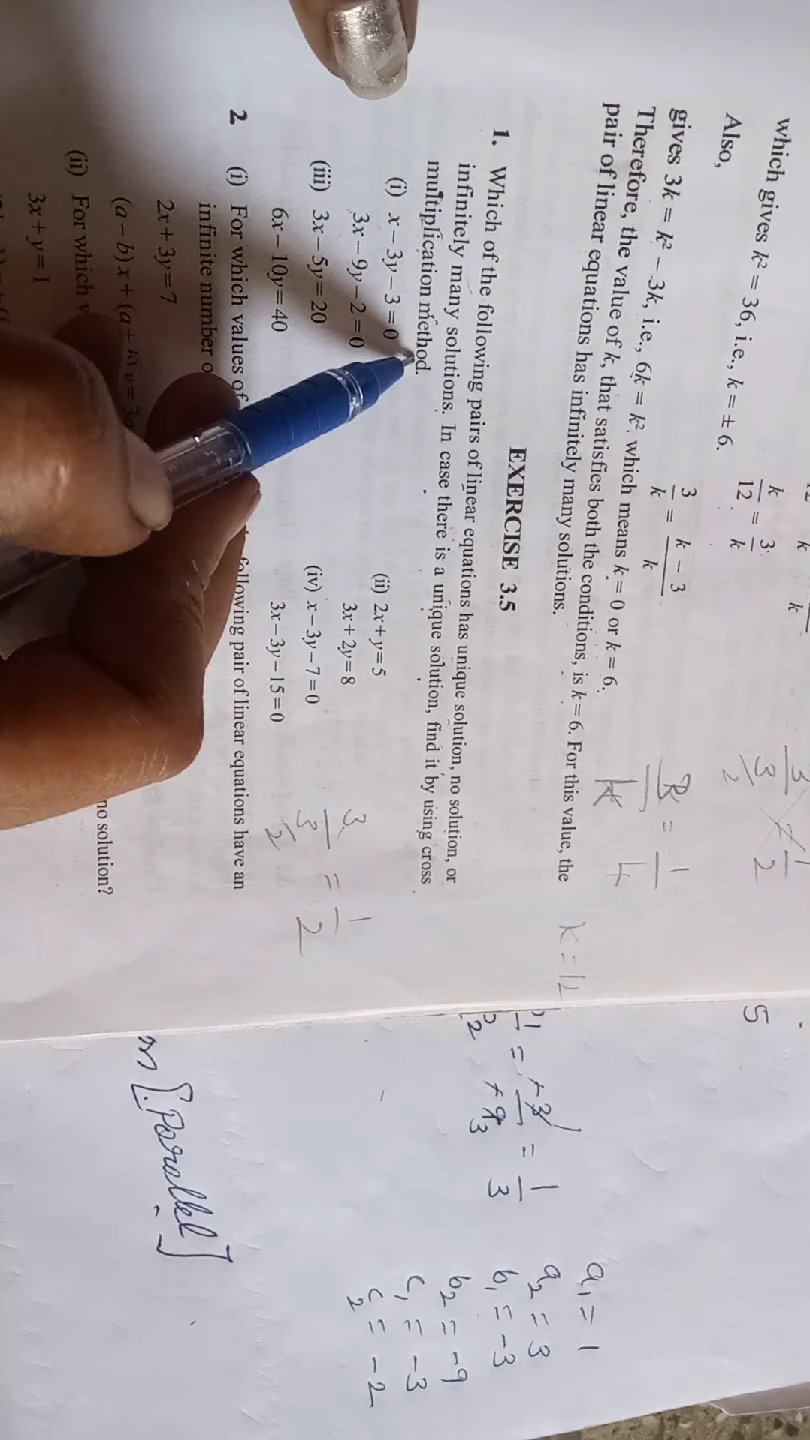 k/12 = 3/k
which gives k² = 36, i.e., k = ± 6.
Also,
3/k = k – 3/k
gives 3k = k² – 3k, i.e., 6k = k², which means k = 0 or k = 6.
Therefore, the value of k, that satisfies both the conditions, is k = 6. For this value, the
pair of linear equations has infinitely many solutions.
EXERCISE 3.5
1. Which of the following pairs of linear equations has unique solution, no solution, or
infinitely many solutions. In case there is a unique solution, find it by using cross
multiplication method.
(i) x – 3y – 3 = 0 (ii) 2x + y = 5
3x – 9y – 2 = 0 3x + 2y = 8
(iii) 3x – 5y = 20 (iv) x – 3y – 7 = 0
6x – 10y = 40 3x – 3y – 15 = 0
2 (i) For which values of following pair of linear equations have an
infinite number
2x + 3y = 7
(a – b) x + (a
(ii) For which no solution?
3x + y = 1
1/4
k = 12
3/2 = 1/2
5
= 1/3
[Parallel]
a₁ = 1
a₂ = 3
b₁ = -3
b₂ = -9
c₁ = -3
c₂ = -2